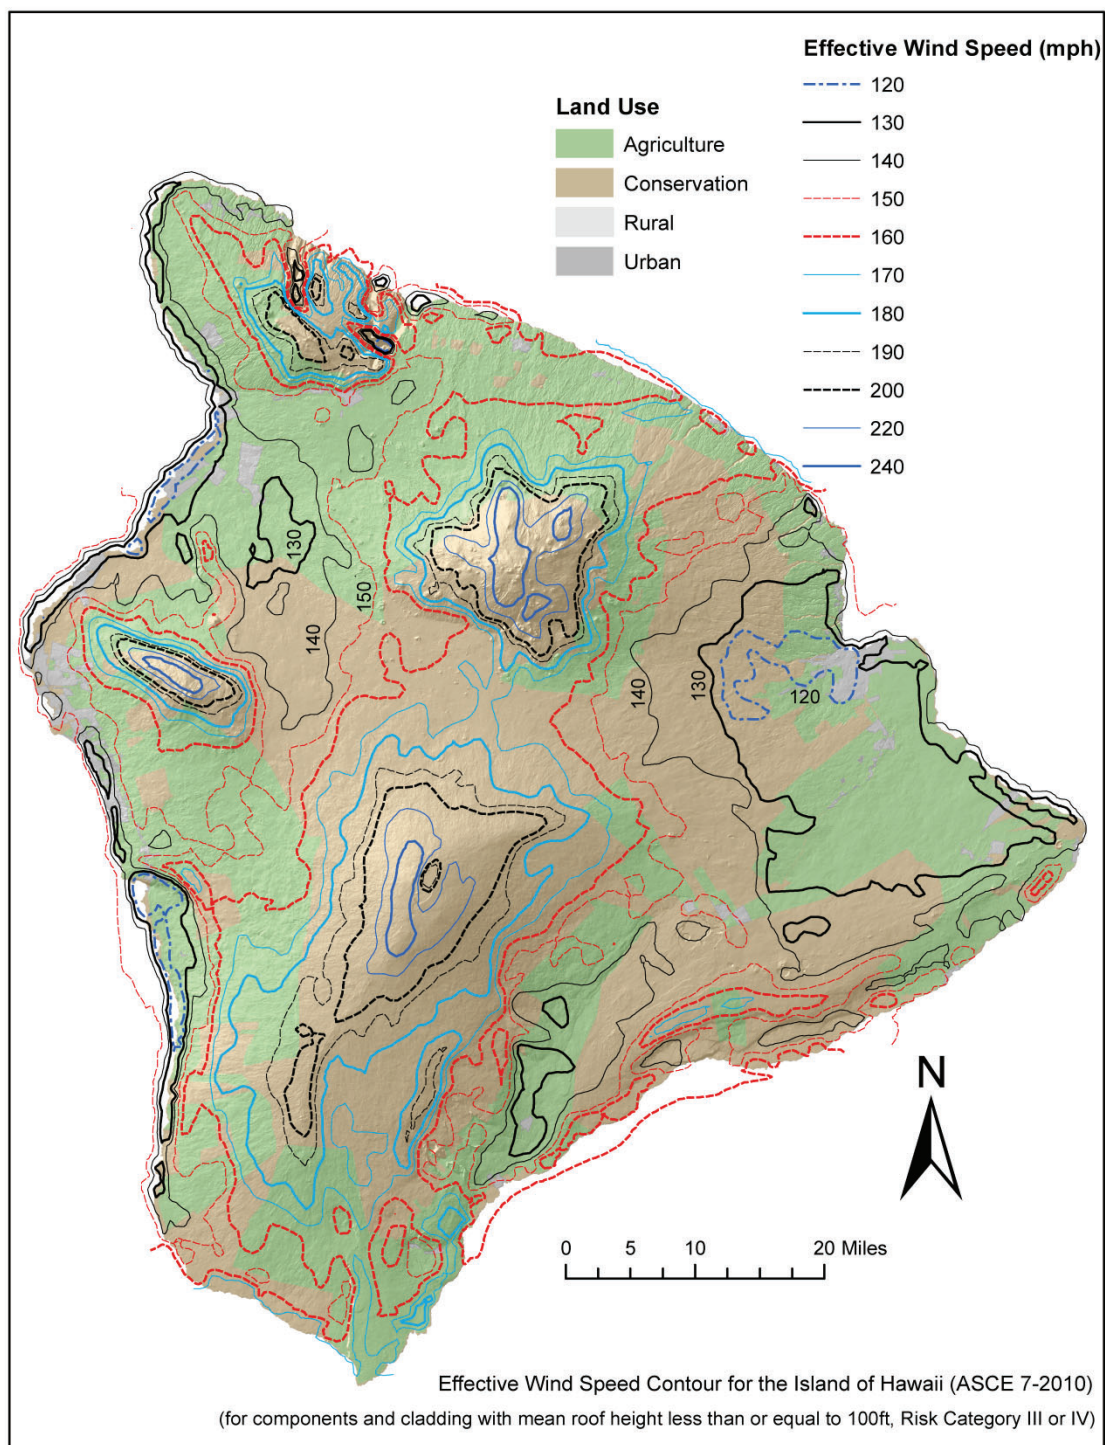 Effective Wind Speed (mph)
120
130
140
150
160
170
180
190
200
220
240
Land Use
Agriculture
Conservation
Rural
Urban
130
150
140
140
130
120
N
0 5 10 20 Miles
Effective Wind Speed Contour for the Island of Hawaii (ASCE 7-2010)
(for components and cladding with mean roof height less than or equal to 100ft, Risk Category III or IV)